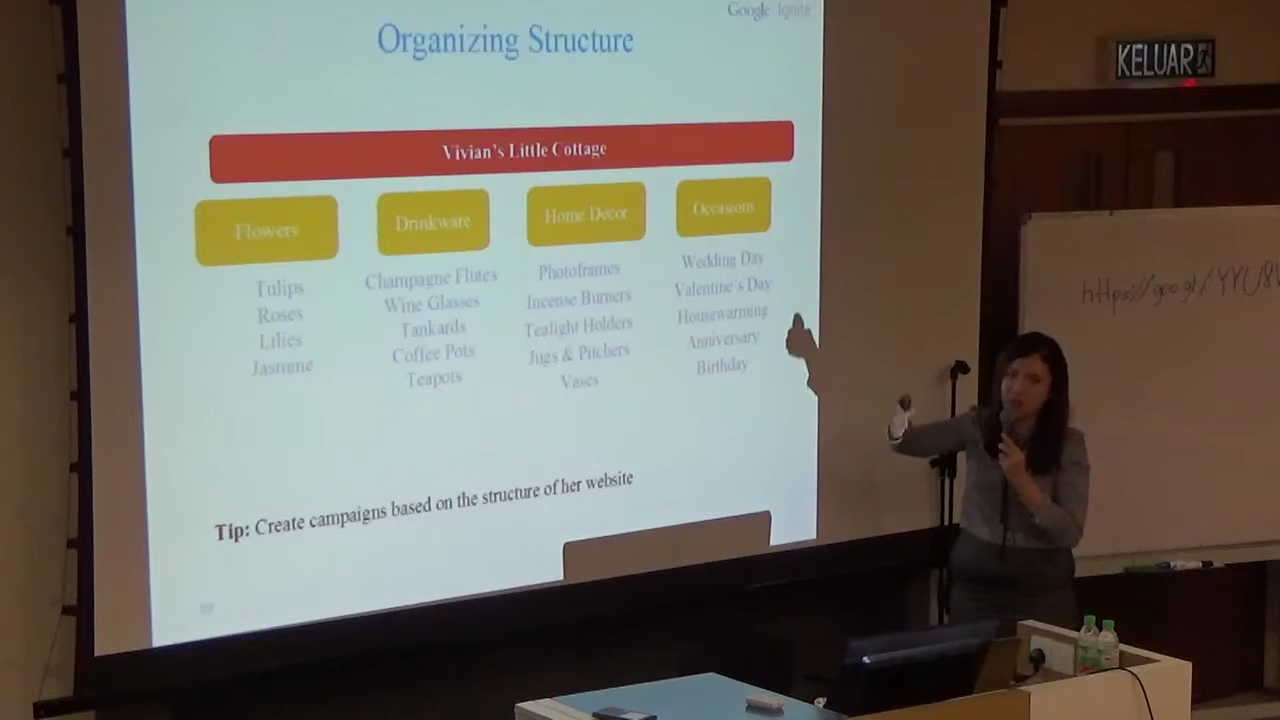 Google Ignite
Organizing Structure
KELUAR
Vivian's Little Cottage
Flowers
Tulips
Roses
Lilies
Jasmine
Drinkware
Champagne Flutes
Wine Glasses
Tankards
Coffee Pots
Teapots
Home Décor
Photoframes
Incense Burners
Tealight Holders
Jugs & Pitchers
Vases
Occasions
Wedding Day
Valentine's Day
Housewarming
Anniversary
Birthday
Tip: Create campaigns based on the structure of her website